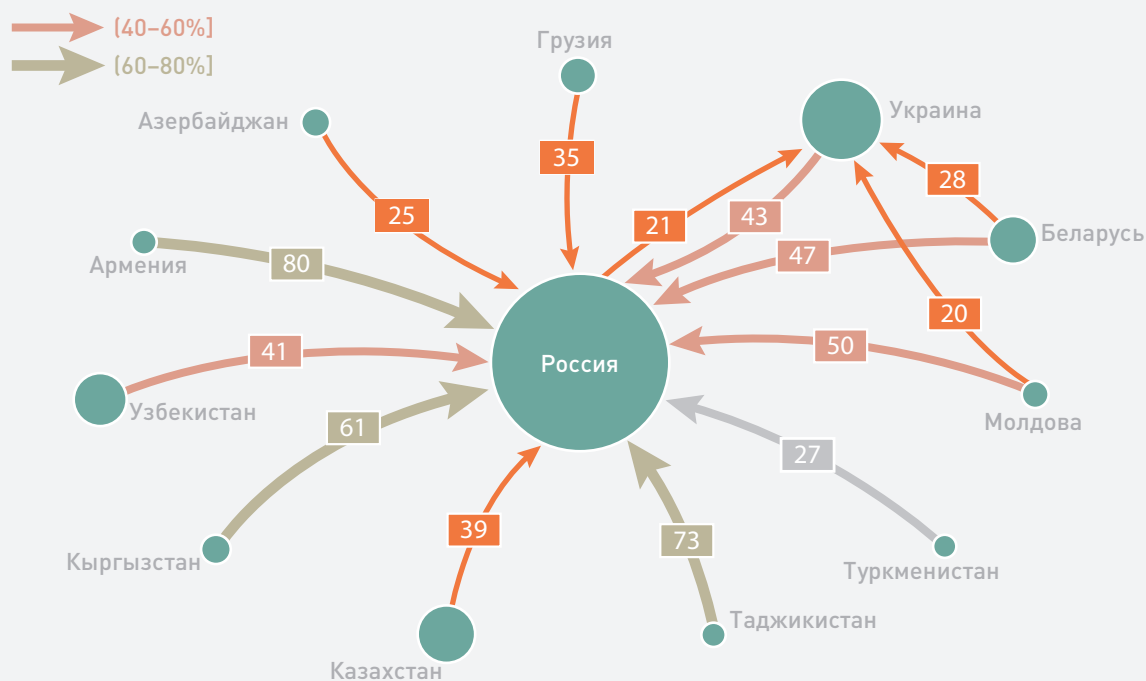 (40–60%]
(60–80%]
Грузия
Украина
Азербайджан
35
28
25
21
43
Беларусь
Армения
80
47
20
41
50
Россия
Узбекистан
Молдова
61
27
39
73
Кыргызстан
Туркменистан
Таджикистан
Казахстан